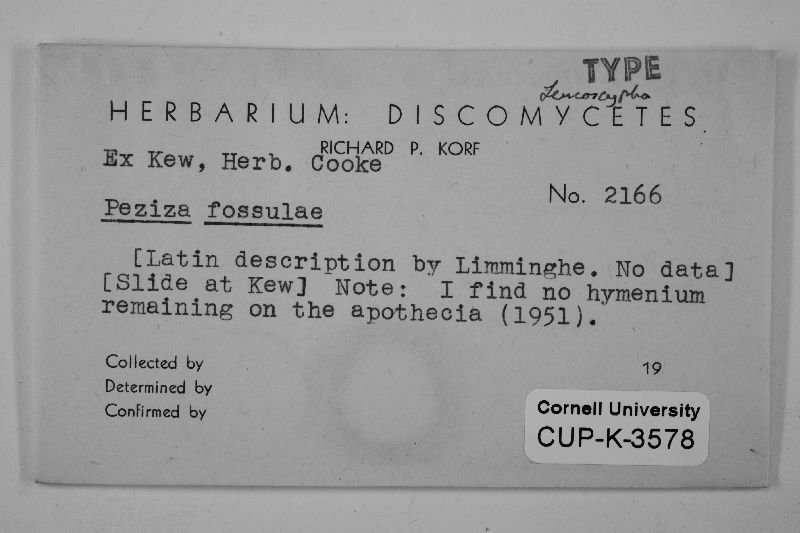 TYPE
Leucoscypha
HERBARIUM: DISCOMYCETES
RICHARD P. KORF
Ex Kew, Herb. Cooke
No. 2166
Peziza fossulae
[Latin description by Limminghe. No data]
[Slide at Kew] Note: I find no hymenium
remaining on the apothecia (1951).
Collected by 19
Determined by
Confirmed by
Cornell University
CUP-K-3578